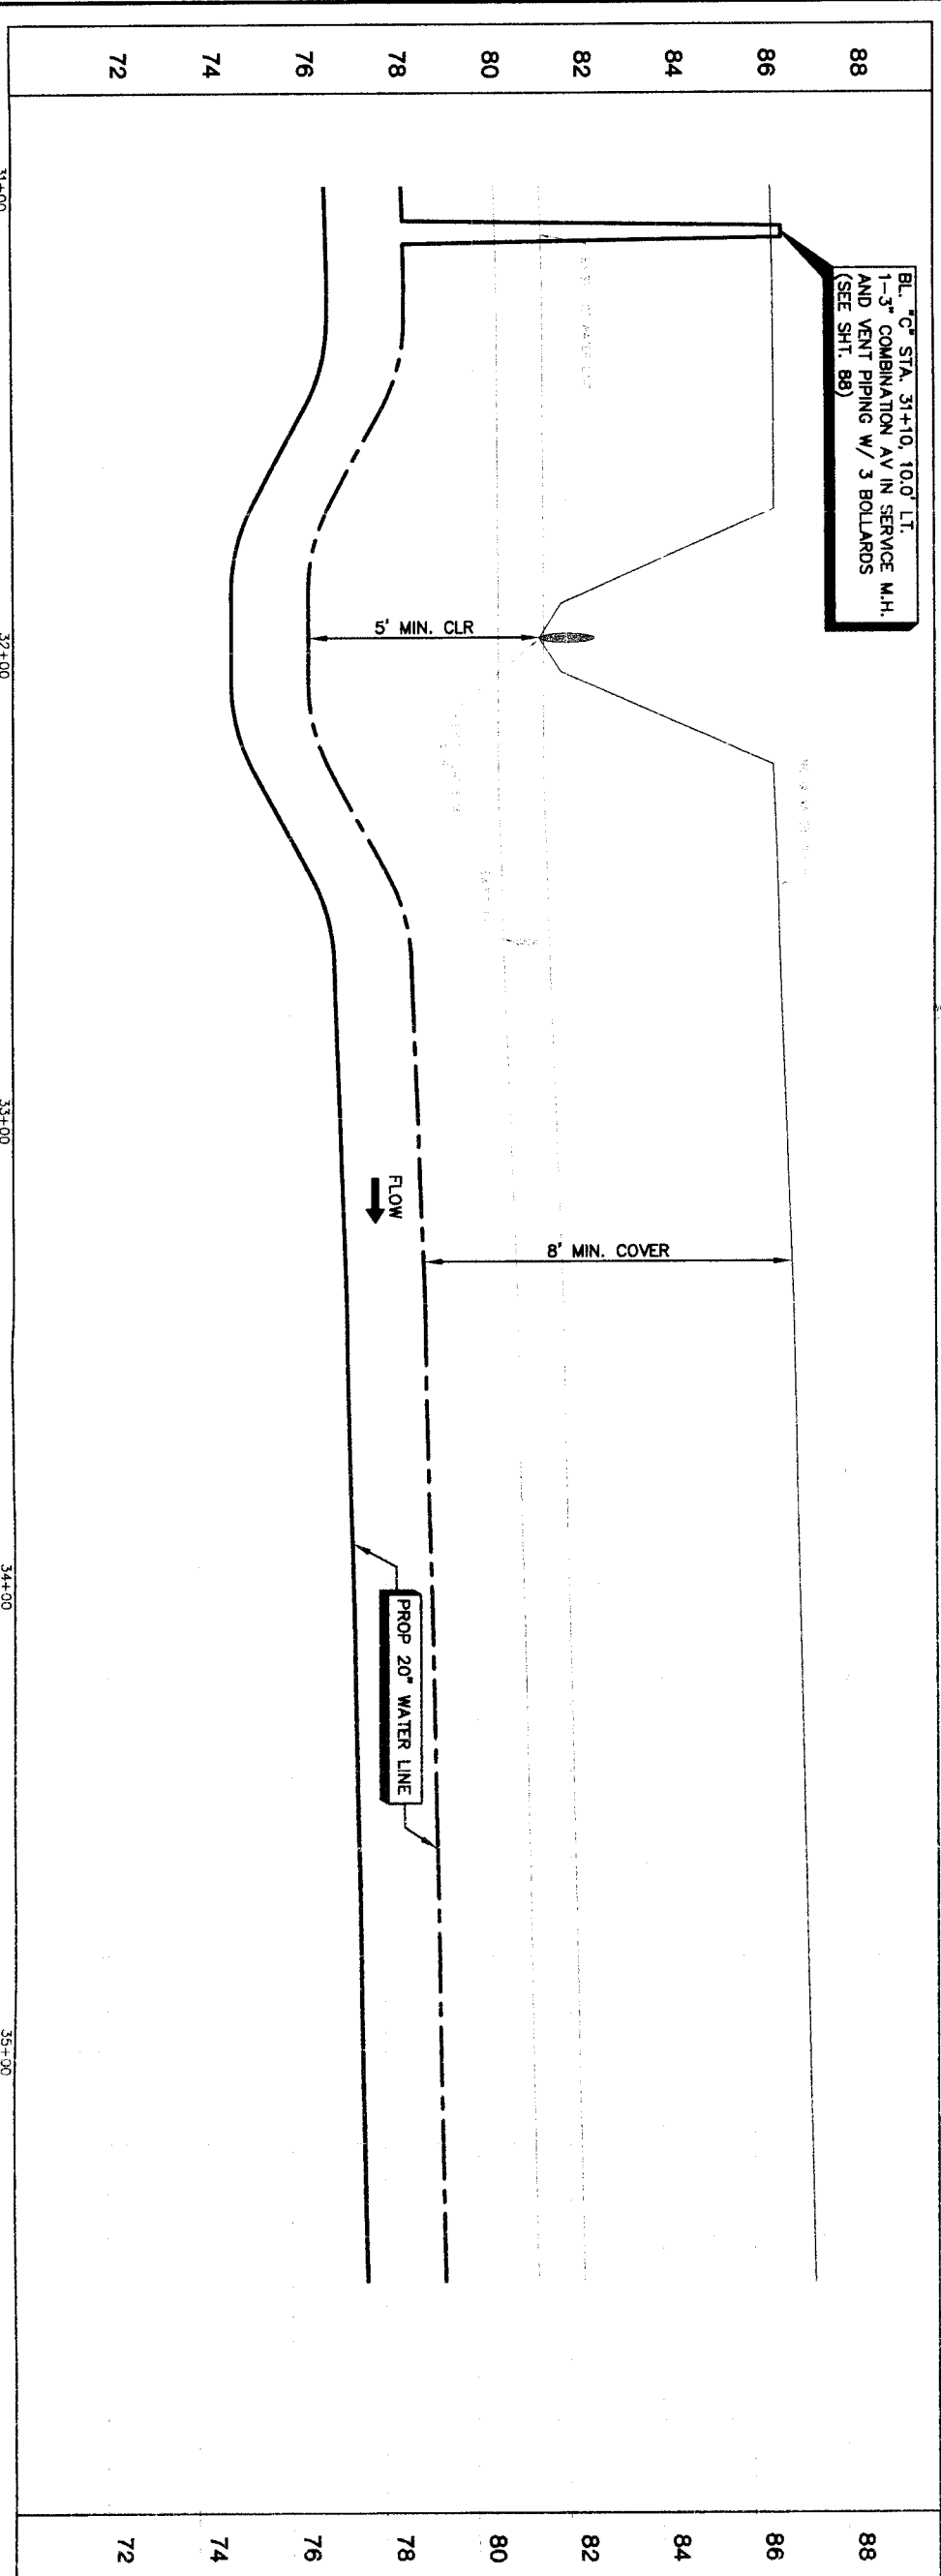 88
86
84
82
80
78
76
74
72
BL. "C" STA. 31+10, 10.0' LT.
1-3" COMBINATION AV IN SERVICE M.H.
AND VENT PIPING W/ 3 BOLLARDS
(SEE SHT. 88)
5' MIN. CLR
8' MIN. COVER
FLOW
PROP 20" WATER LINE
31+00
32+00
33+00
34+00
35+00
88
86
84
82
80
78
76
74
72